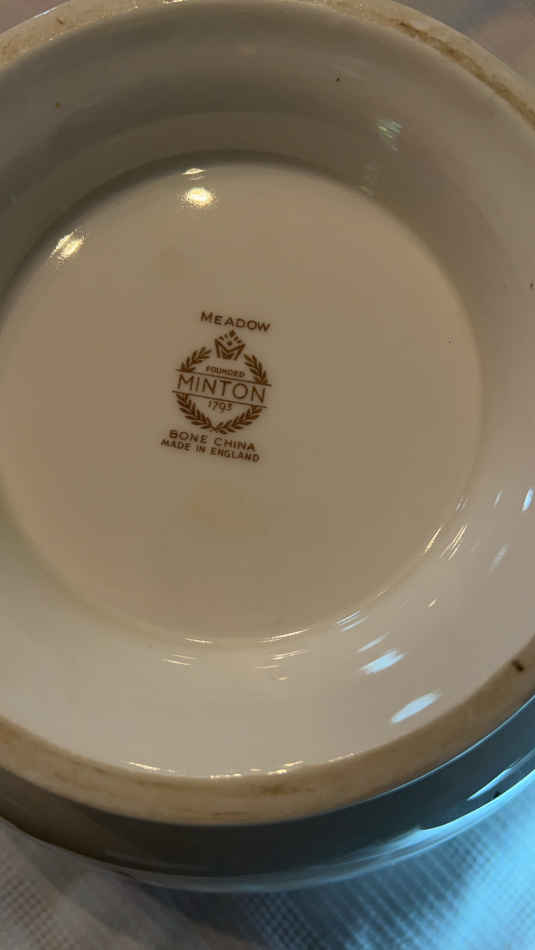 MEADOW
FOUNDED
MINTON
1793
BONE CHINA
MADE IN ENGLAND